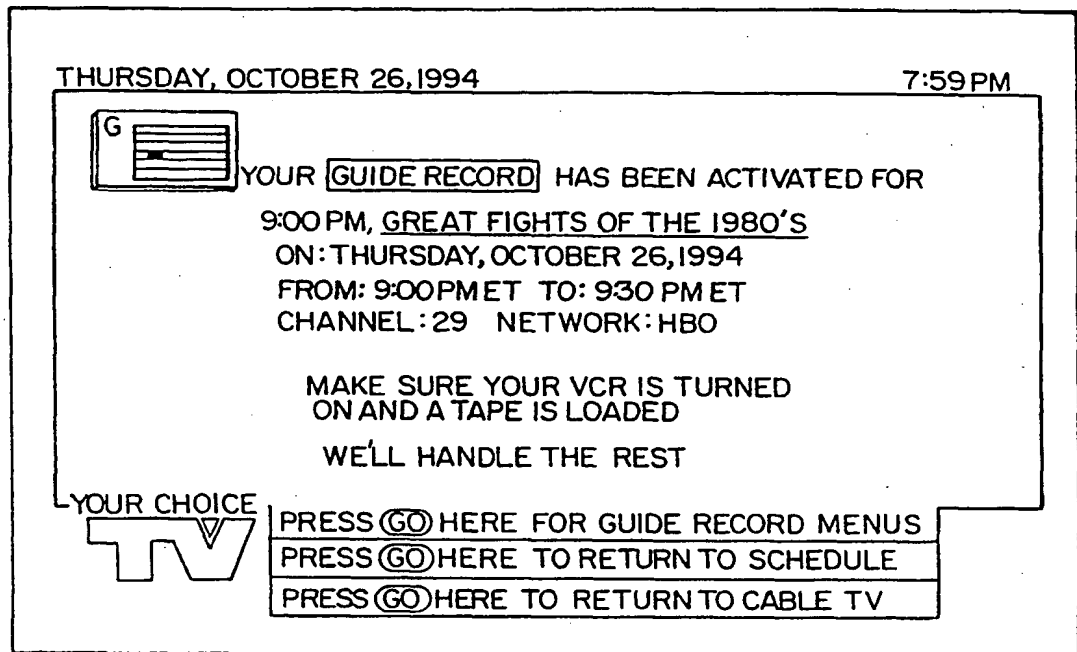 THURSDAY, OCTOBER 26,1994 7:59 PM
G
YOUR GUIDE RECORD HAS BEEN ACTIVATED FOR
9:00 PM, GREAT FIGHTS OF THE 1980'S
ON: THURSDAY, OCTOBER 26,1994
FROM: 9:00 PM ET TO: 930 PM ET
CHANNEL: 29 NETWORK: HBO
MAKE SURE YOUR VCR IS TURNED
ON AND A TAPE IS LOADED
WE'LL HANDLE THE REST
YOUR CHOICE
TV
PRESS GO HERE FOR GUIDE RECORD MENUS
PRESS GO HERE TO RETURN TO SCHEDULE
PRESS GO HERE TO RETURN TO CABLE TV